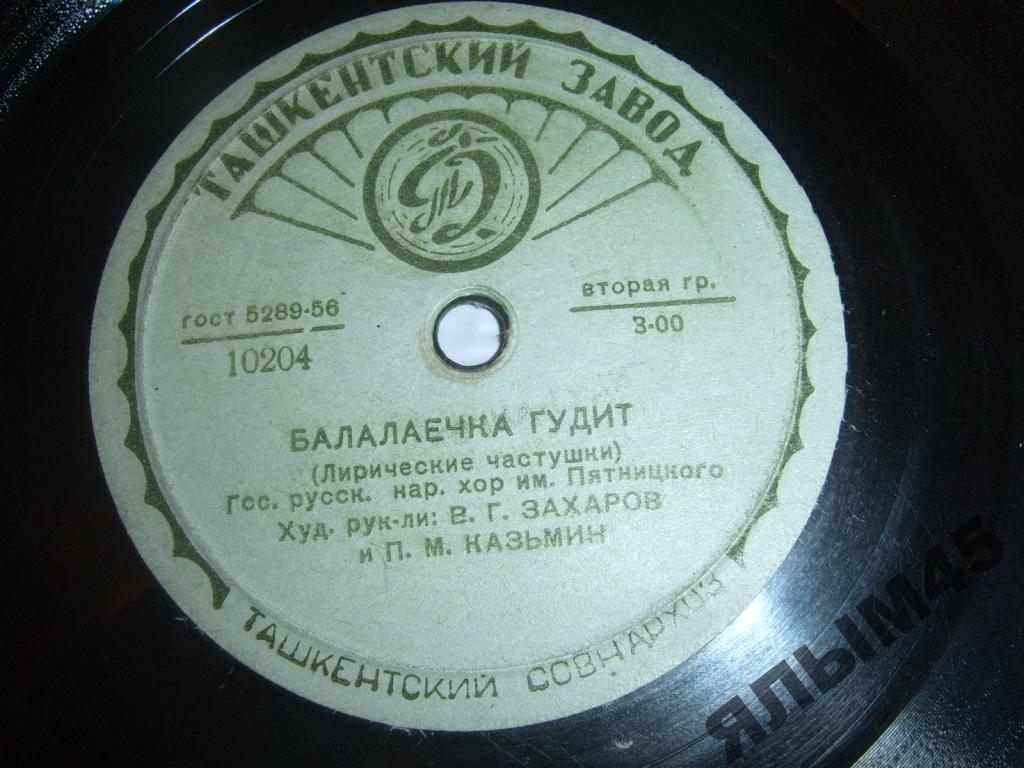 ТАШКЕНТСКИЙ ЗАВОД
ТДЗ
гост 5289-56
10204
вторая гр.
3-00
БАЛАЛАЕЧКА ГУДИТ
(Лирические частушки)
Гос. русск. нар. хор им. Пятницкого
Худ. рук-ли: В. Г. ЗАХАРОВ
и П. М. КАЗЬМИН
ТАШКЕНТСКИЙ СОВНАРХОЗ
ЯЛЫМ45